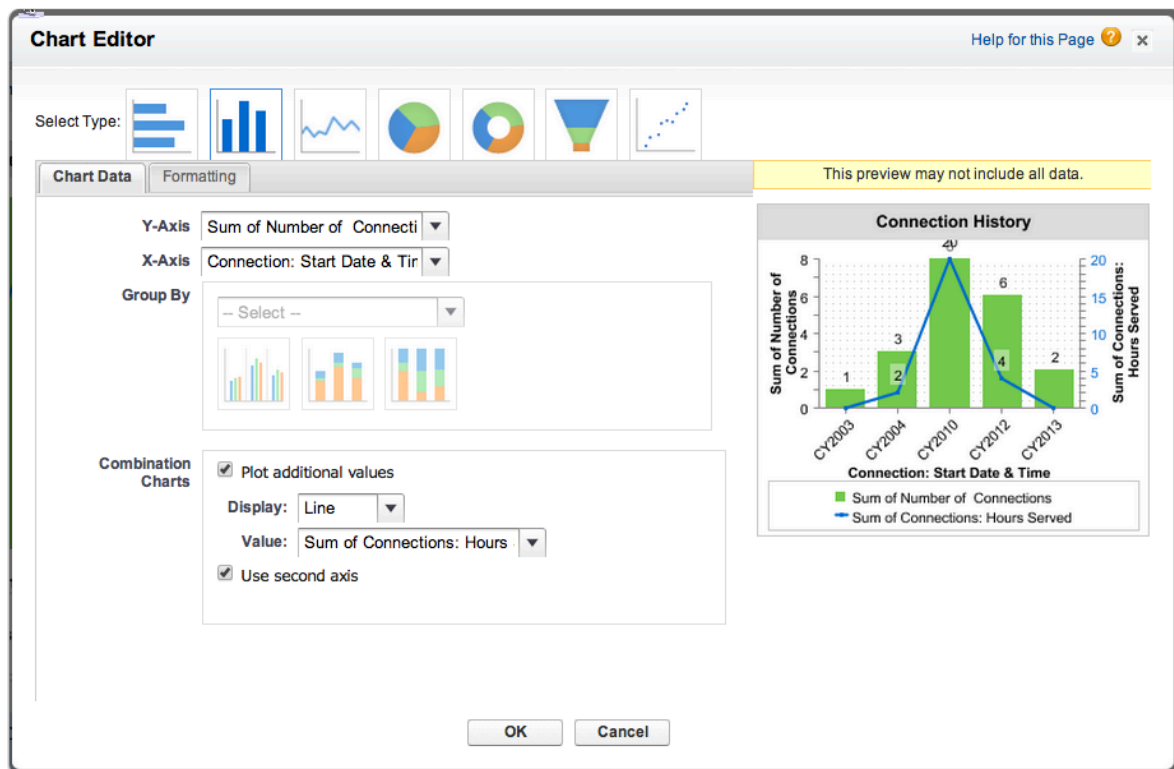 Chart Editor
Help for this Page ?
Select Type:
Chart Data
Formatting
This preview may not include all data.
Y-Axis
Sum of Number of  Connecti
X-Axis
Connection: Start Date & Tir
Group By
-- Select --
Combination
Charts
Plot additional values
Display:
Line
Value:
Sum of Connections: Hours
Use second axis
OK
Cancel
Connection History
Sum of Number of
Connections
8
6
4
2
0
1
3
2
20
6
4
2
20
15
10
5
0
Sum of Connections:
Hours Served
CY2003
CY2004
CY2010
CY2012
CY2013
Connection: Start Date & Time
Sum of Number of  Connections
Sum of Connections: Hours Served